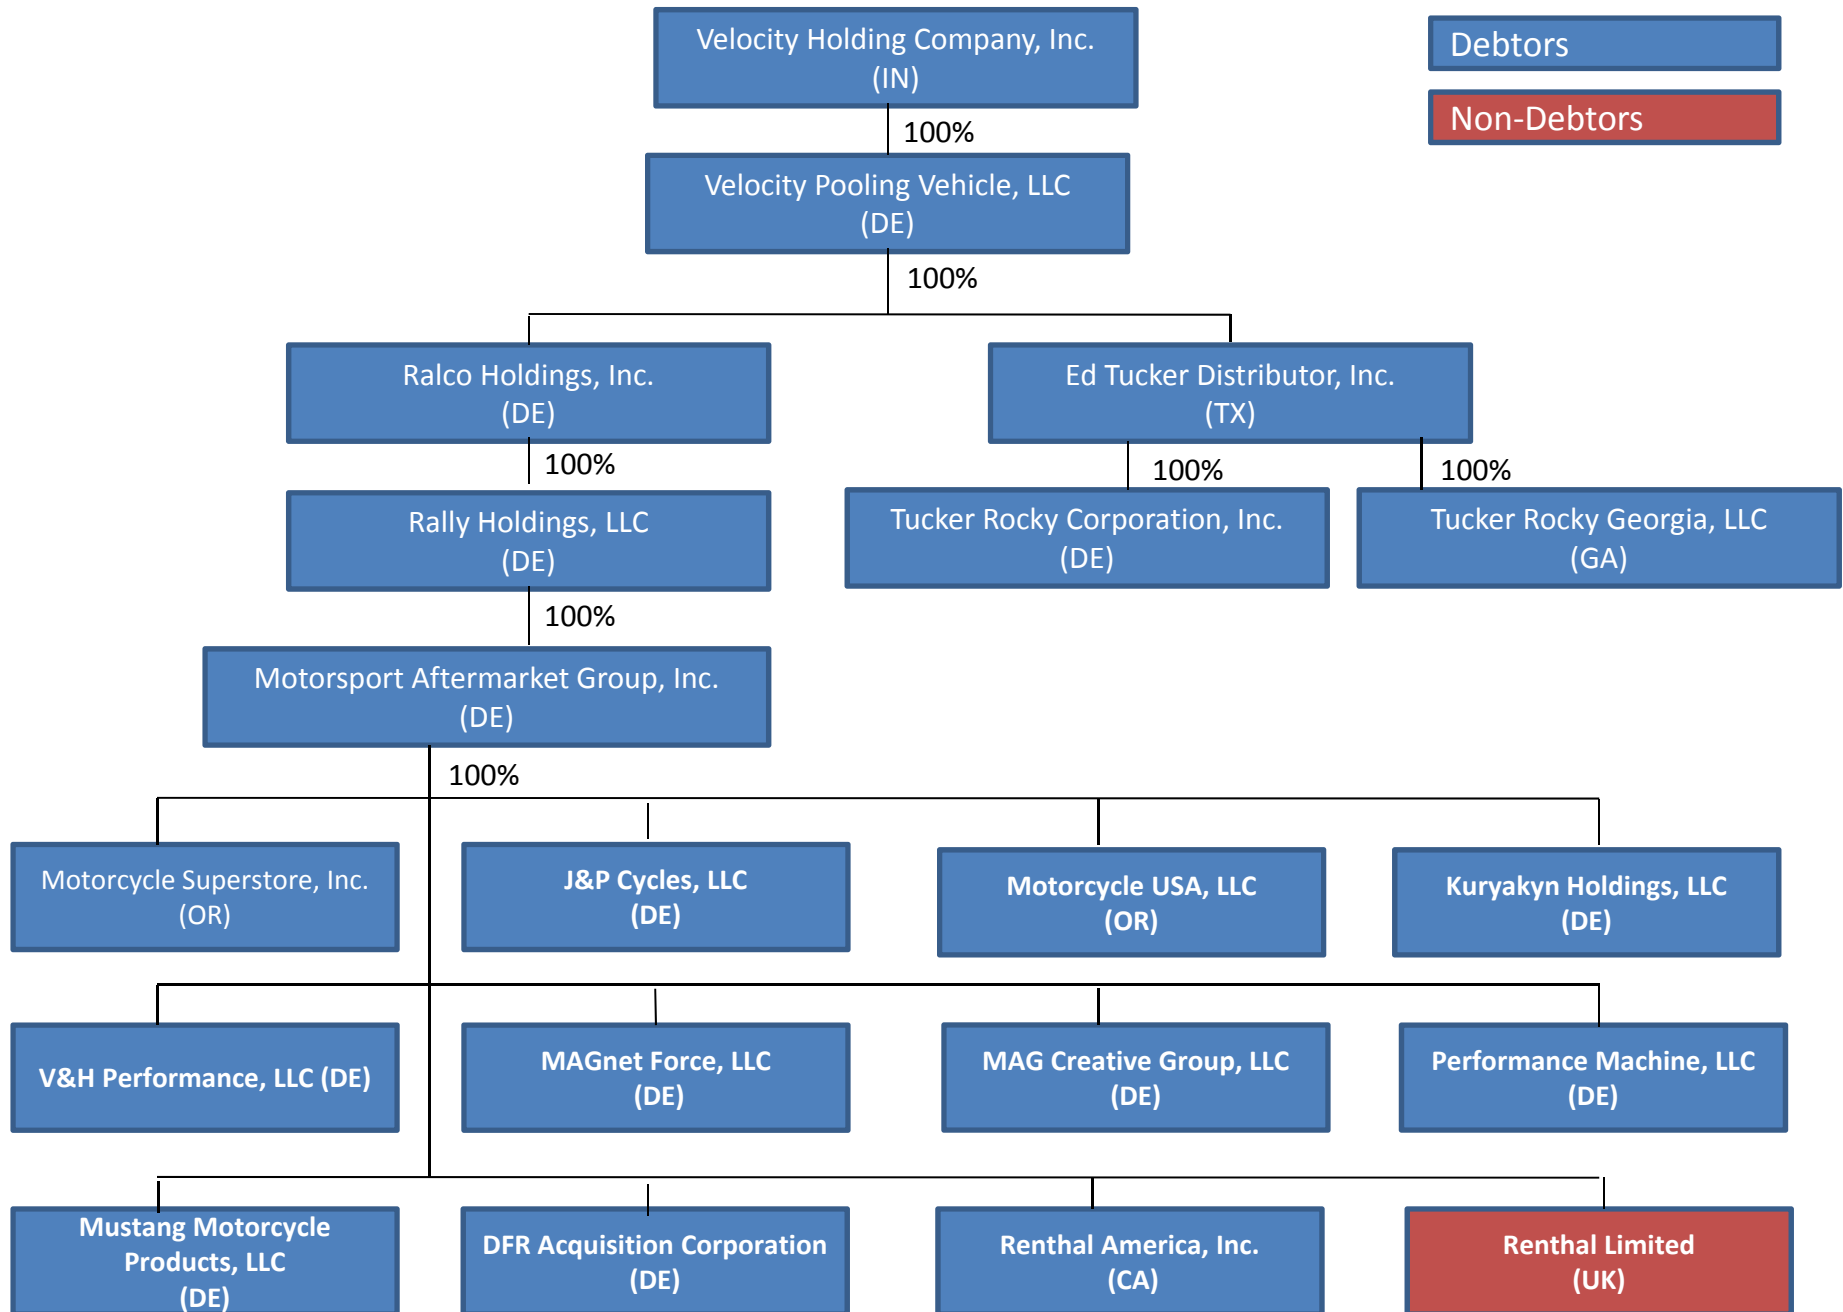 Velocity Holding Company, Inc.
(IN)
Debtors
Non-Debtors
100%
Velocity Pooling Vehicle, LLC
(DE)
100%
Ralco Holdings, Inc.
(DE)
Ed Tucker Distributor, Inc.
(TX)
100%
100%
100%
Rally Holdings, LLC
(DE)
Tucker Rocky Corporation, Inc.
(DE)
Tucker Rocky Georgia, LLC
(GA)
100%
Motorsport Aftermarket Group, Inc.
(DE)
100%
Motorcycle Superstore, Inc.
(OR)
J&P Cycles, LLC
(DE)
Motorcycle USA, LLC
(OR)
Kuryakyn Holdings, LLC
(DE)
V&H Performance, LLC (DE)
MAGnet Force, LLC
(DE)
MAG Creative Group, LLC
(DE)
Performance Machine, LLC
(DE)
Mustang Motorcycle
Products, LLC
(DE)
DFR Acquisition Corporation
(DE)
Renthal America, Inc.
(CA)
Renthal Limited
(UK)